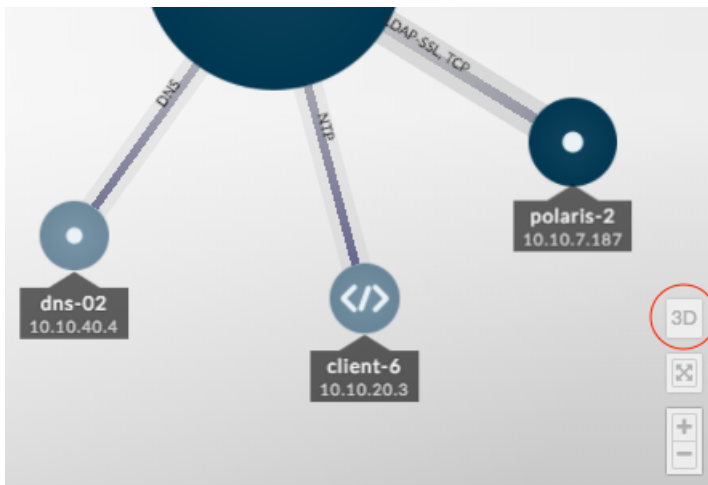 LDAP-SSL, TCP
DNS
NTP
polaris-2
10.10.7.187
dns-02
10.10.40.4
3D
</>
client-6
10.10.20.3
+
−